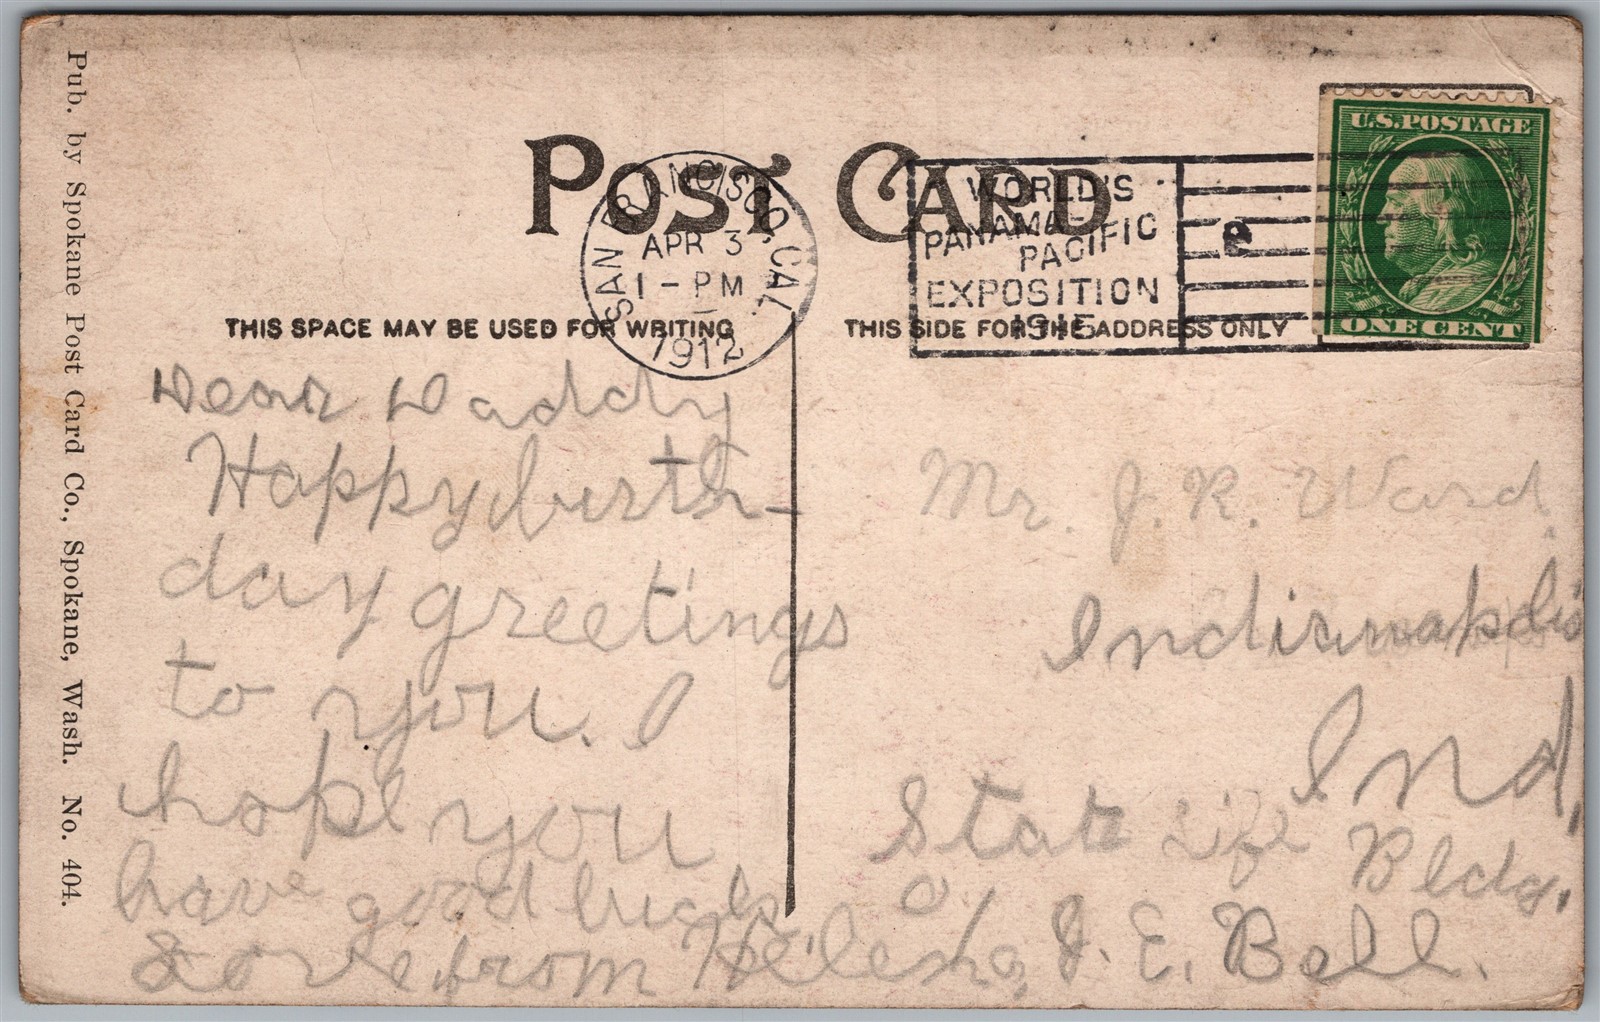 Pub. by Spokane Post Card Co., Spokane, Wash. No. 404.
POST CARD
SAN FRANCISCO, CAL.
APR 3
1 - PM
1912
WORLD'S
PANAMA-
PACIFIC
EXPOSITION
1915
U.S. POSTAGE
ONE CENT
THIS SPACE MAY BE USED FOR WRITING
THIS SIDE FOR THE ADDRESS ONLY
Dear Daddy
Happy birth-
day greetings
to you. I
hope you
have good luck
Love from Helen
Mr. J. R. Ward
Indianapolis
Ind,
State Life
Bldg,
J. E. Bell.